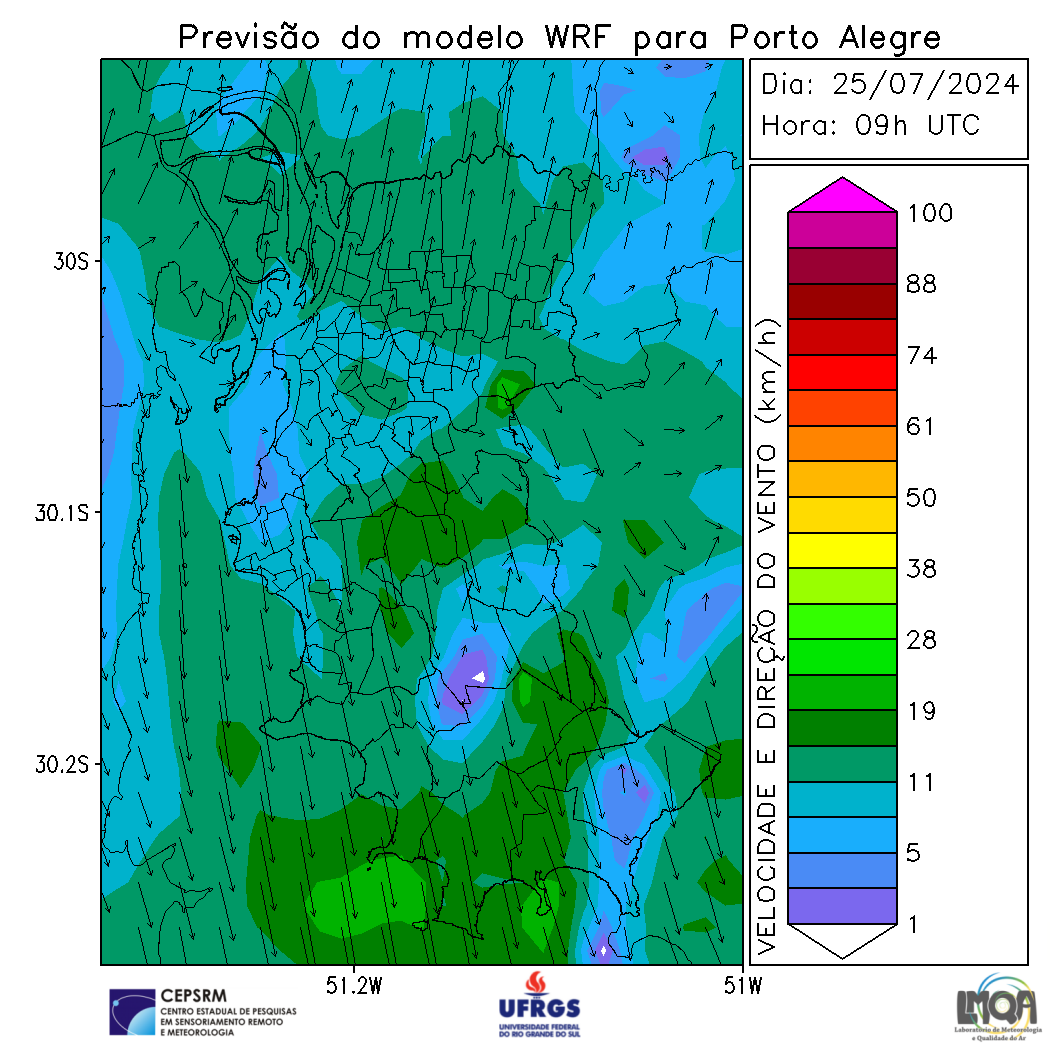 Previsão do modelo WRF para Porto Alegre
Dia: 25/07/2024
Hora: 09h UTC
30S
30.1S
30.2S
51.2W
51W
VELOCIDADE E DIREÇÃO DO VENTO (km/h)
100
88
74
61
50
38
28
19
11
5
1
CEPSRM
CENTRO ESTADUAL DE PESQUISAS
EM SENSORIAMENTO REMOTO
E METEOROLOGIA
UFRGS
UNIVERSIDADE FEDERAL
DO RIO GRANDE DO SUL
LMQA
Laboratório de Meteorologia
e Qualidade do Ar